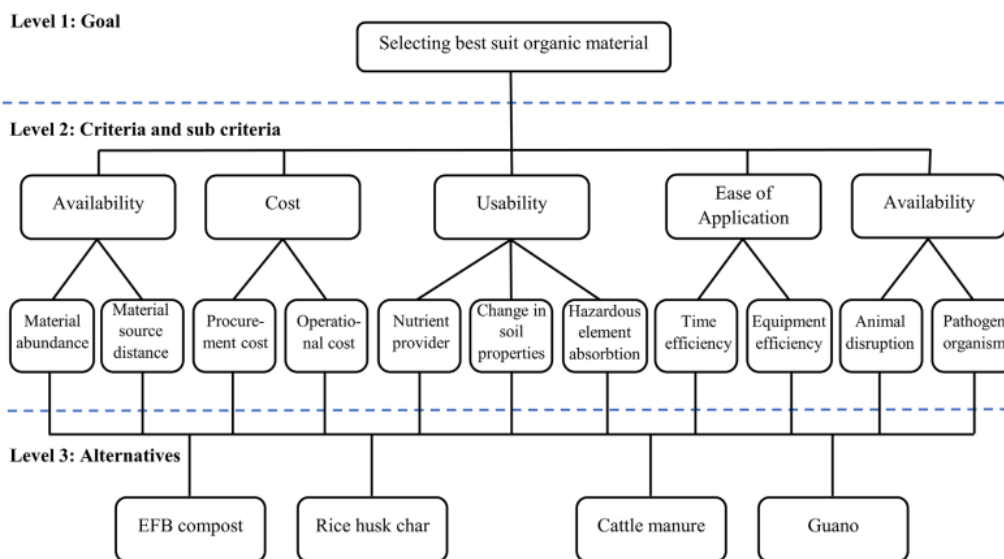 Level 1: Goal
Selecting best suit organic material
Level 2: Criteria and sub criteria
Availability
Cost
Usability
Ease of
Application
Availability
Material
abundance
Material
source
distance
Procure-
ment cost
Operatio-
nal cost
Nutrient
provider
Change in
soil
properties
Hazardous
element
absorbtion
Time
efficiency
Equipment
efficiency
Animal
disruption
Pathogen
organism
Level 3: Alternatives
EFB compost
Rice husk char
Cattle manure
Guano